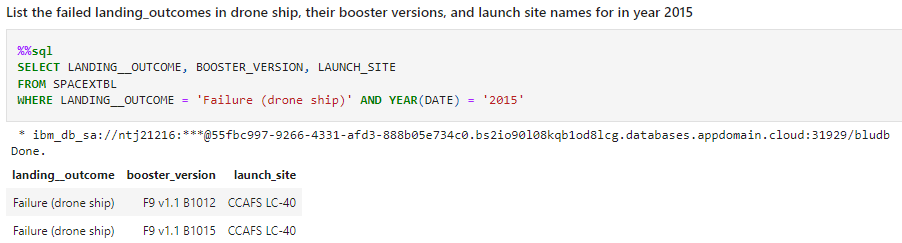 List the failed landing_outcomes in drone ship, their booster versions, and launch site names for in year 2015
%%sql
SELECT LANDING__OUTCOME, BOOSTER_VERSION, LAUNCH_SITE
FROM SPACEXTBL
WHERE LANDING__OUTCOME = 'Failure (drone ship)' AND YEAR(DATE) = '2015'
* ibm_db_sa://ntj21216:***@55fbc997-9266-4331-afd3-888b05e734c0.bs2io90l08kqb1od8lcg.databases.appdomain.cloud:31929/bludb
Done.
landing__outcome booster_version launch_site
Failure (drone ship) F9 v1.1 B1012 CCAFS LC-40
Failure (drone ship) F9 v1.1 B1015 CCAFS LC-40